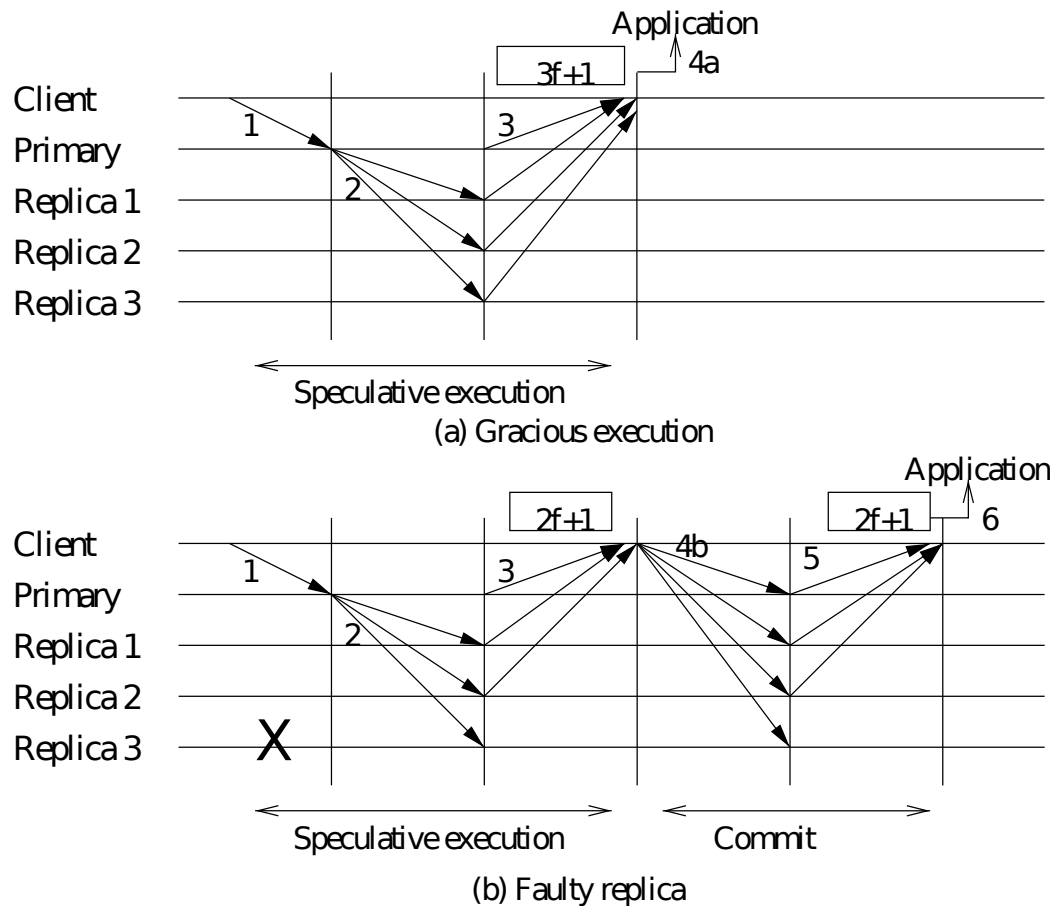 Application
3f+1
4a
Client
1
3
Primary
2
Replica 1
Replica 2
Replica 3
Speculative execution
(a) Gracious execution
Application
2f+1
2f+1
6
Client
1
3
4b
5
Primary
2
Replica 1
Replica 2
X
Replica 3
Speculative execution
Commit
(b) Faulty replica